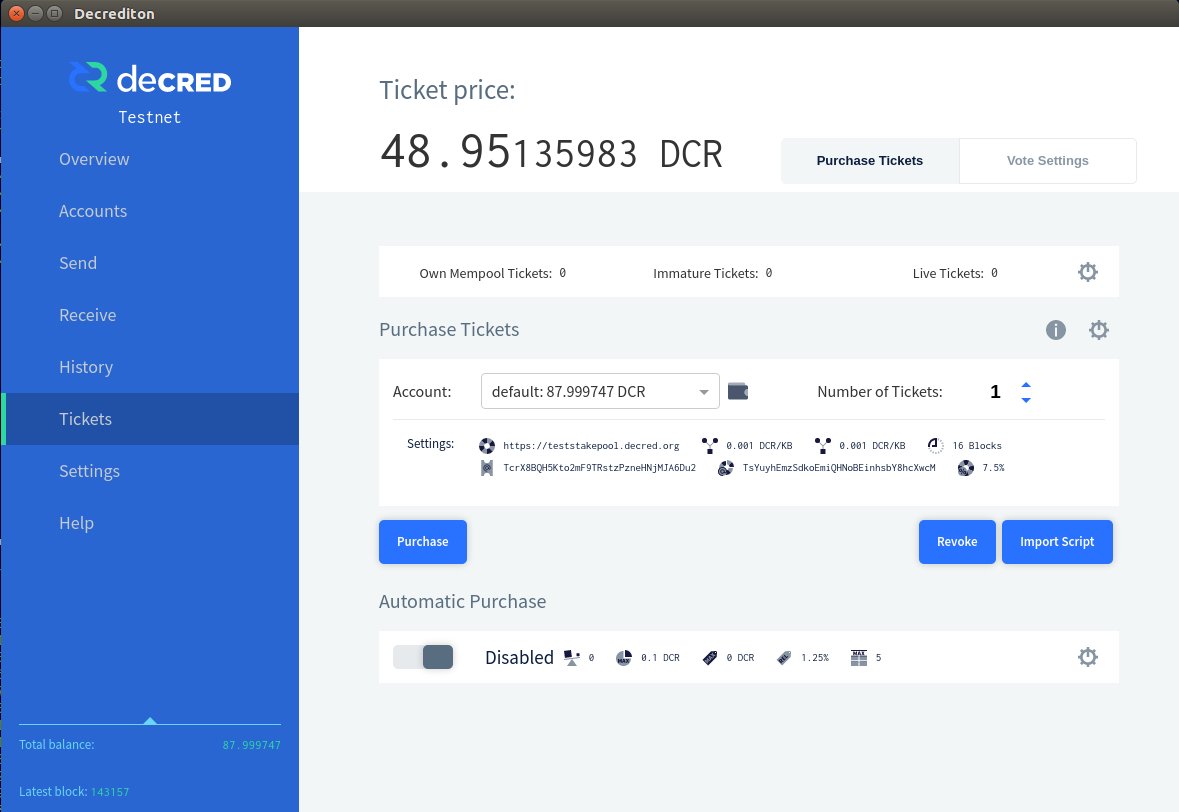 Decrediton
deCRED
Testnet
Overview
Accounts
Send
Receive
History
Tickets
Settings
Help
Total balance: 87.999747
Latest block: 143157
Ticket price:
48.95135983 DCR
Purchase Tickets
Vote Settings
Own Mempool Tickets: 0 Immature Tickets: 0 Live Tickets: 0
Purchase Tickets
Account: default: 87.999747 DCR Number of Tickets: 1
Settings: https://teststakepool.decred.org 0.001 DCR/KB 0.001 DCR/KB 16 Blocks
TcrX8BQH5Kto2mF9TRstzPzneHNjMJA6Du2 TsYuyhEmzSdkoEmiQHNoBEinhsbY8hcXwcM 7.5%
Purchase Revoke Import Script
Automatic Purchase
Disabled 0 MAX 0.1 DCR 0 DCR 1.25% MAX 5